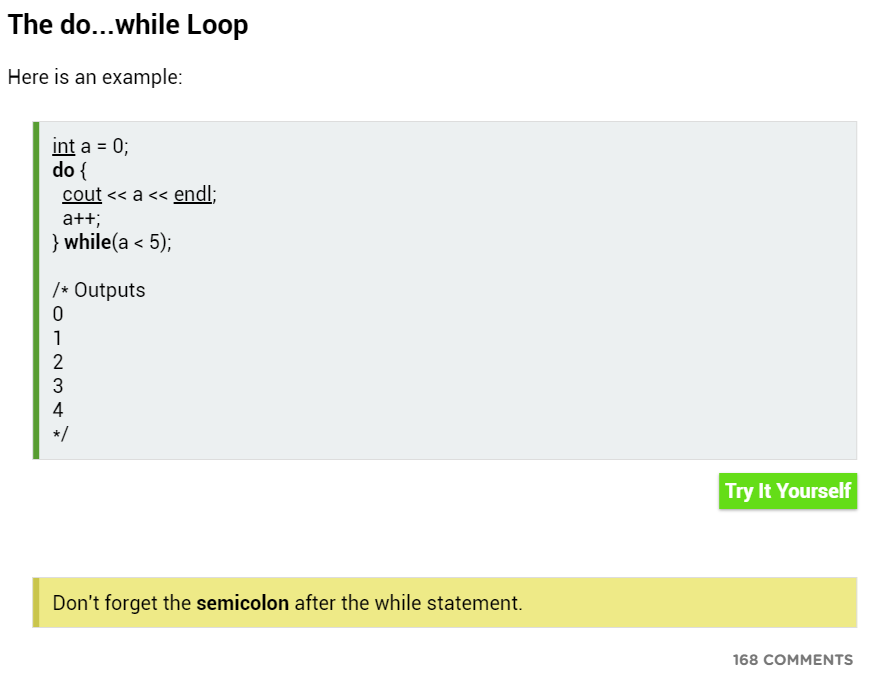 The do...while Loop
Here is an example:
int a = 0;
do {
cout << a << endl;
a++;
} while(a < 5);
/* Outputs
0
1
2
3
4
*/
Try It Yourself
Don't forget the semicolon after the while statement.
168 COMMENTS